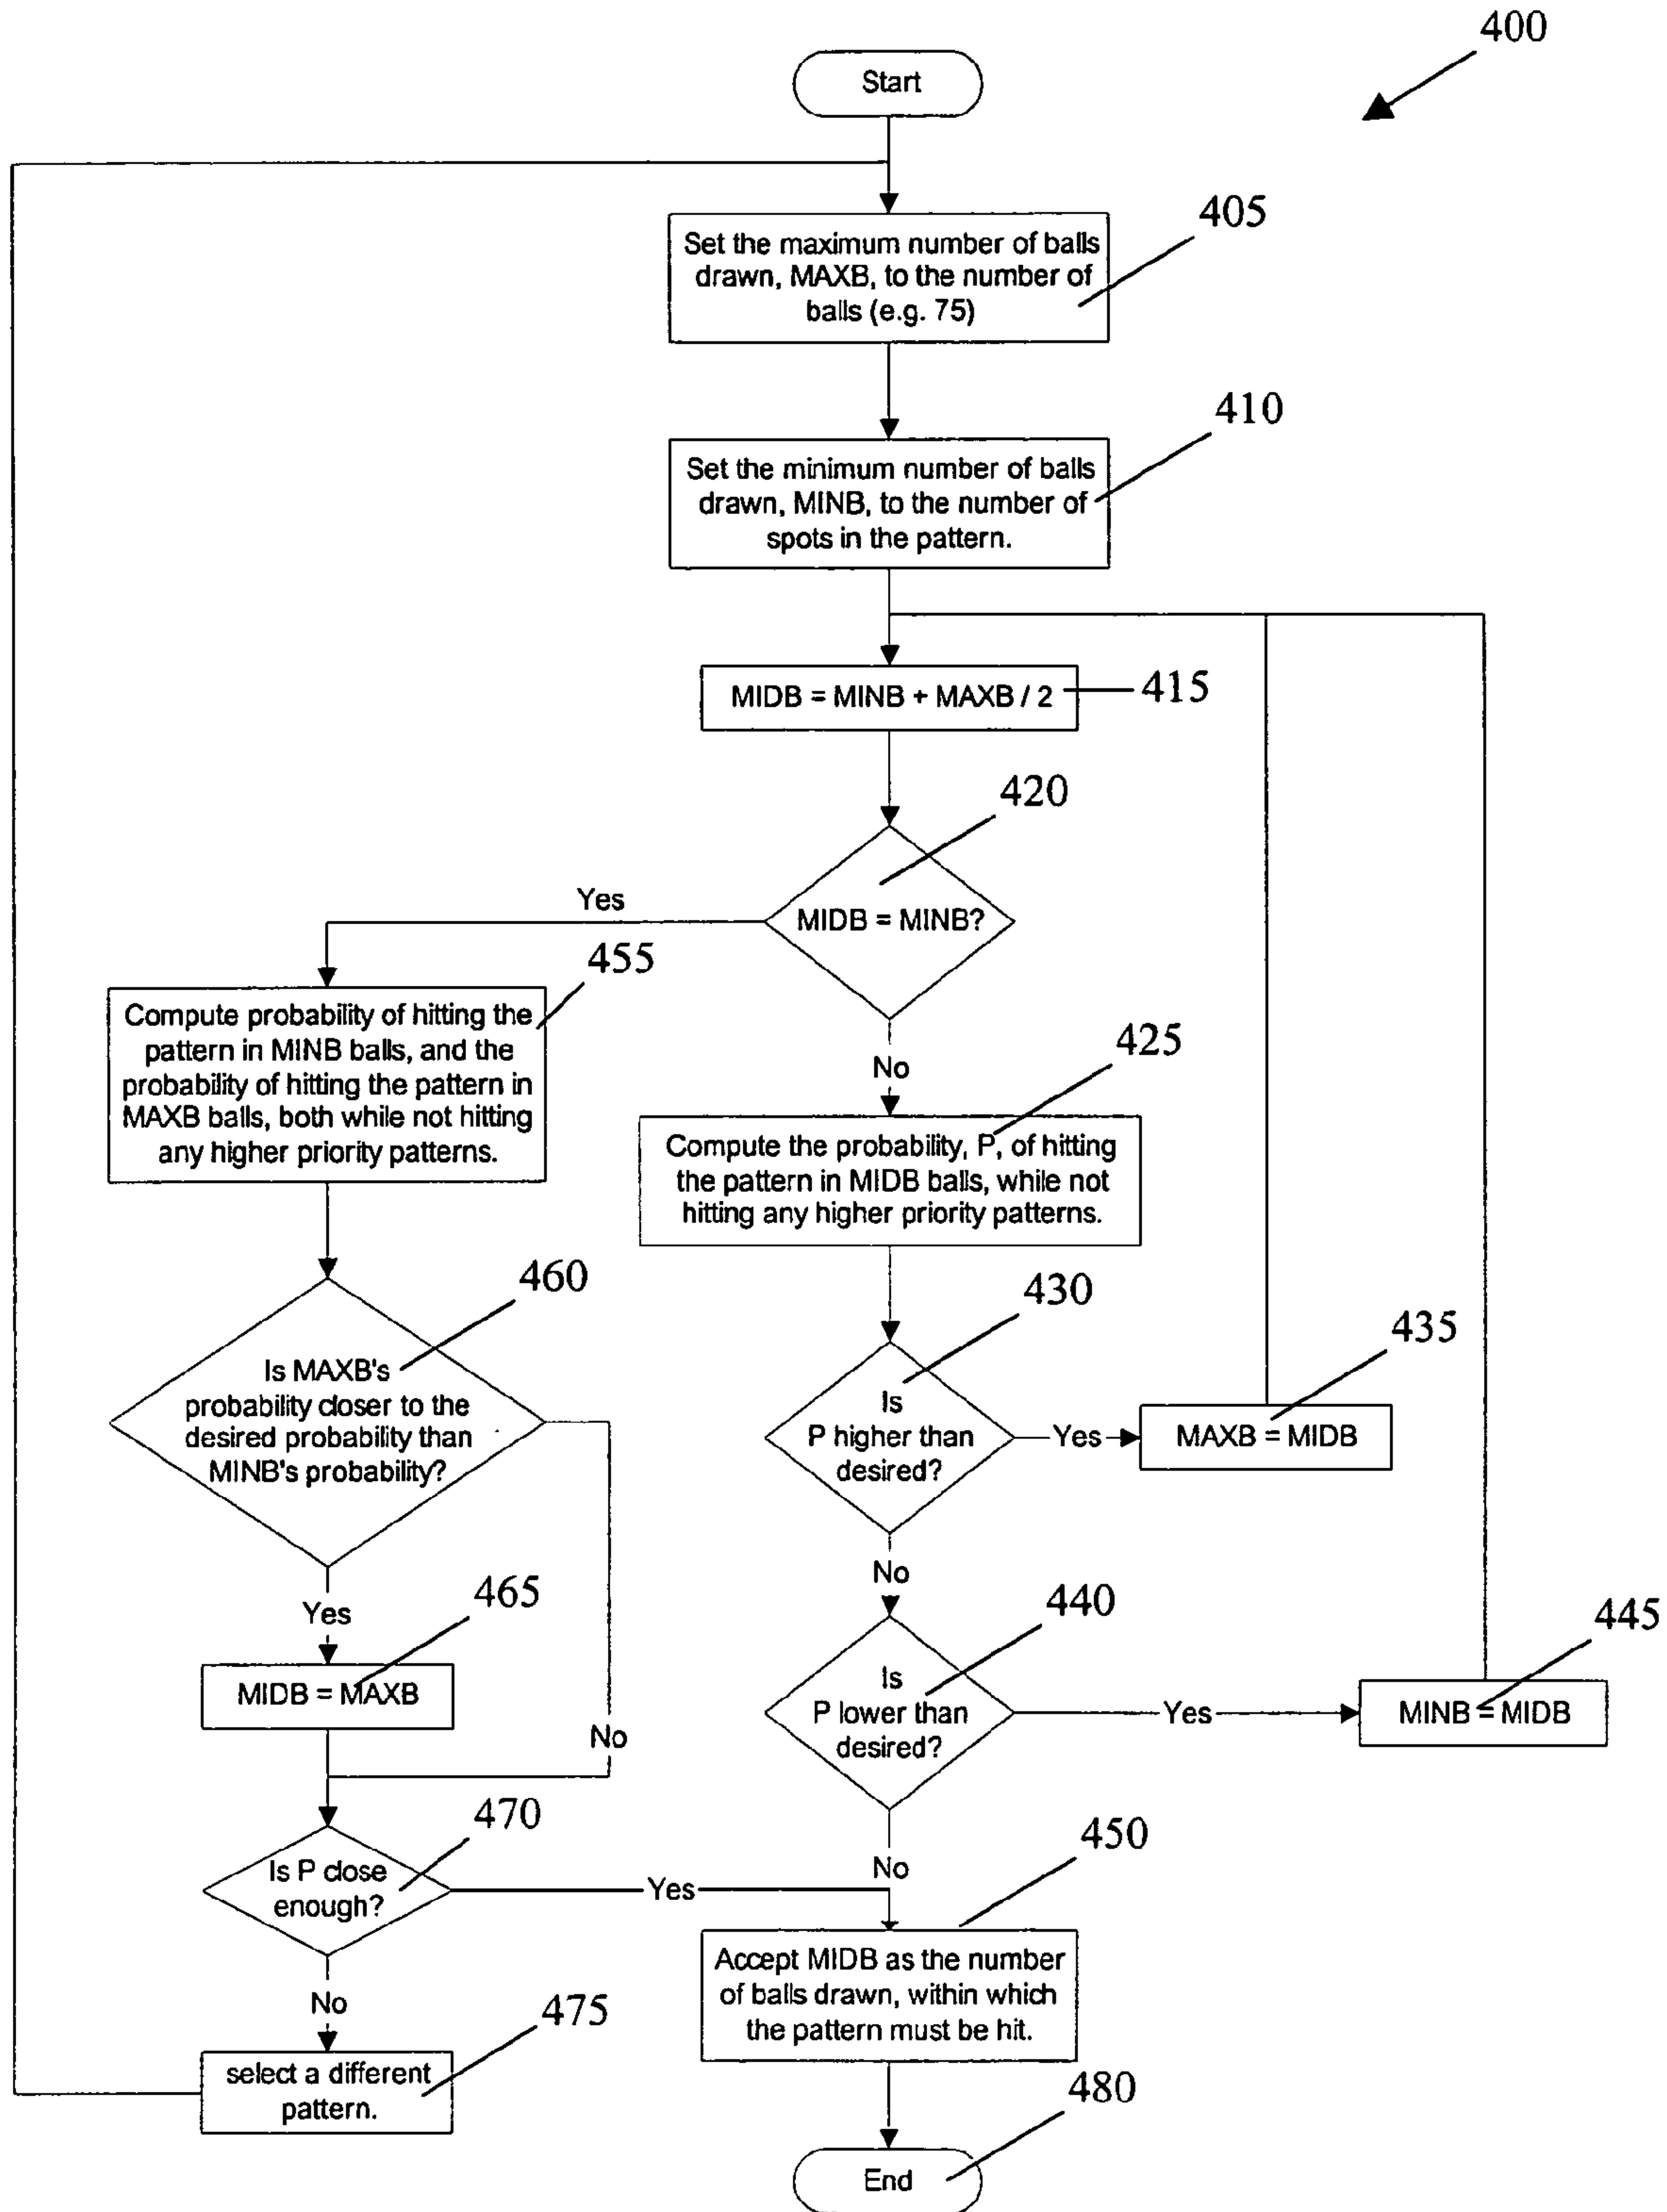 400
Start
405
Set the maximum number of balls
drawn, MAXB, to the number of
balls (e.g. 75)
410
Set the minimum number of balls
drawn, MINB, to the number of
spots in the pattern.
MIDB = MINB + MAXB / 2
415
420
MIDB = MINB?
Yes
455
Compute probability of hitting the
pattern in MINB balls, and the
probability of hitting the pattern in
MAXB balls, both while not hitting
any higher priority patterns.
No
425
Compute the probability, P, of hitting
the pattern in MIDB balls, while not
hitting any higher priority patterns.
460
Is MAXB's
probability closer to the
desired probability than
MINB's probability?
430
Is
P higher than
desired?
Yes
435
MAXB = MIDB
No
440
Is
P lower than
desired?
Yes
445
MINB = MIDB
Yes
465
MIDB = MAXB
No
470
Is P close
enough?
Yes
No
450
Accept MIDB as the number
of balls drawn, within which
the pattern must be hit.
No
475
select a different
pattern.
480
End